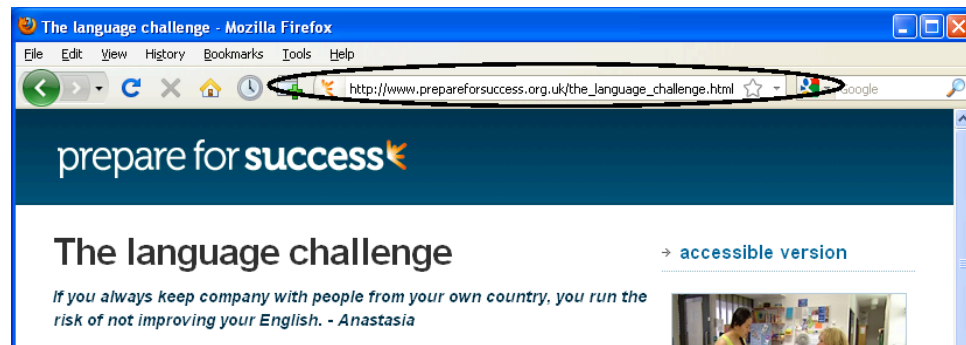 The language challenge - Mozilla Firefox
File Edit View History Bookmarks Tools Help
http://www.prepareforsuccess.org.uk/the_language_challenge.html Google
prepare for success
The language challenge
→ accessible version
If you always keep company with people from your own country, you run the
risk of not improving your English. - Anastasia